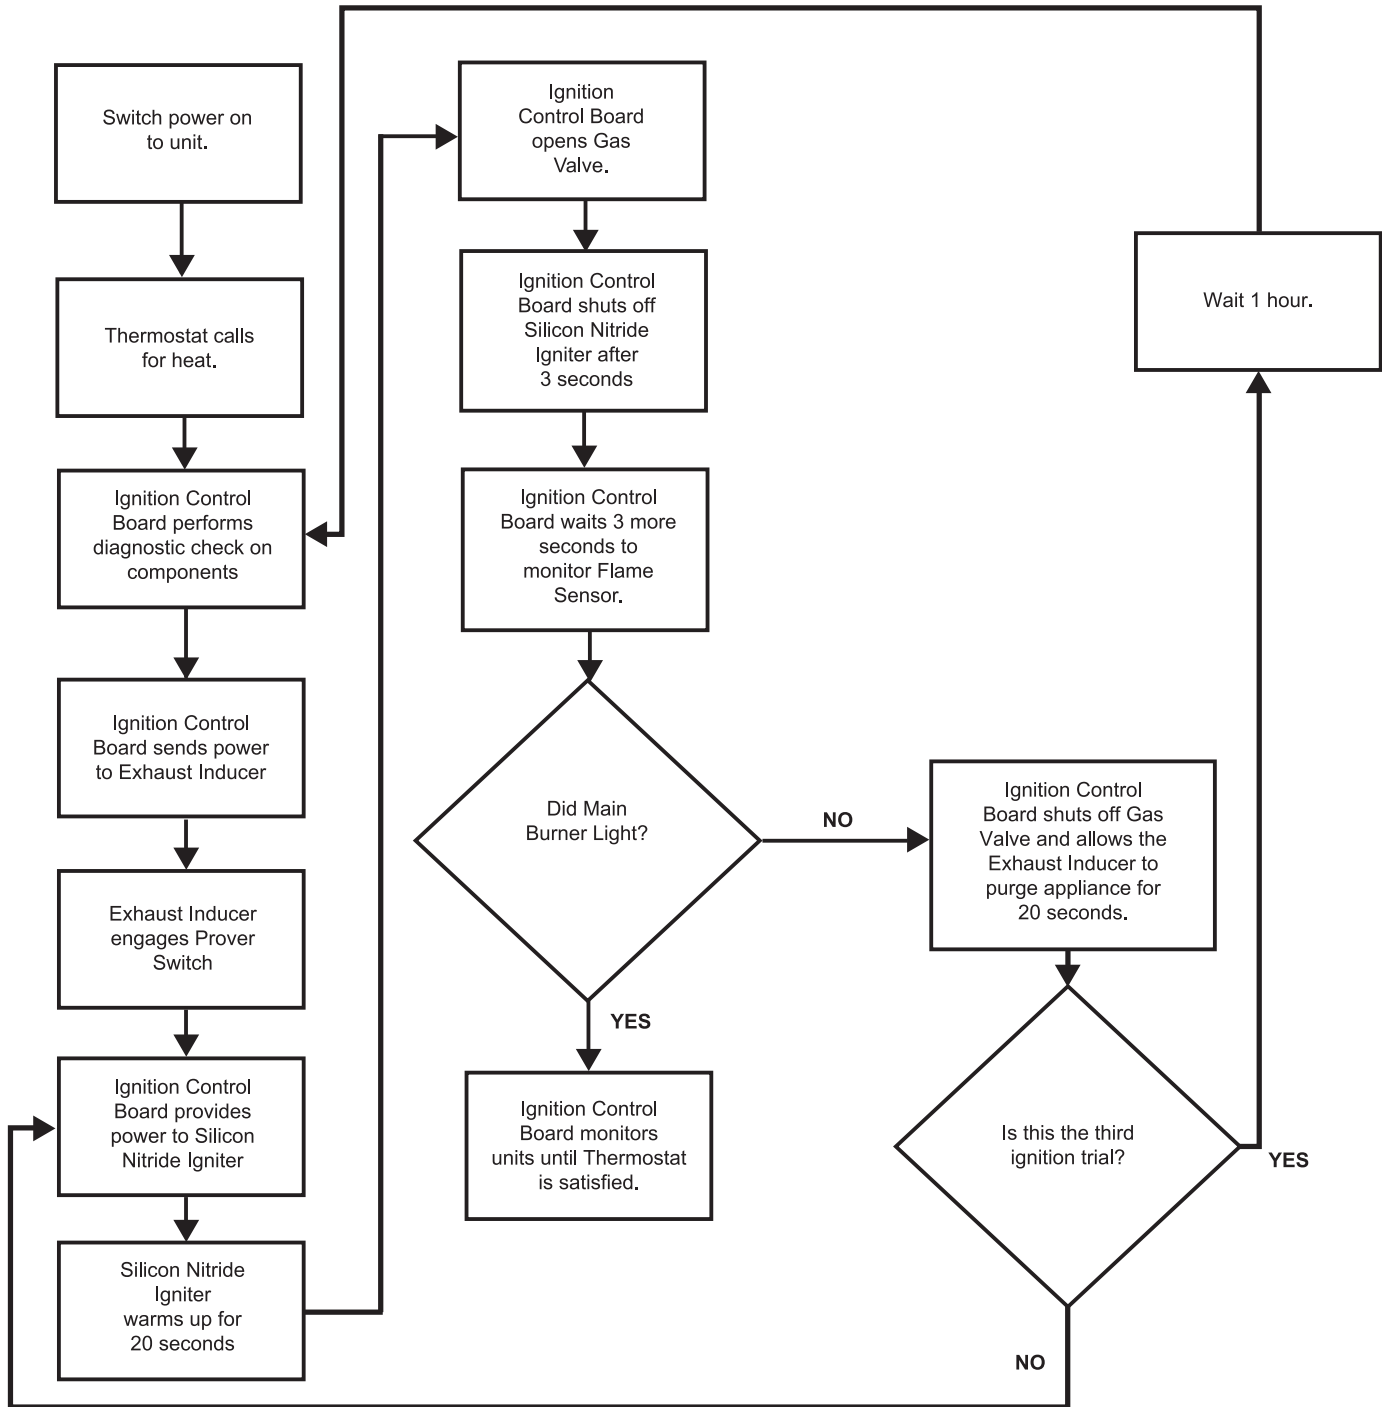 Switch power on
to unit.
Thermostat calls
for heat.
Ignition Control
Board performs
diagnostic check on
components
Ignition Control
Board sends power
to Exhaust Inducer
Exhaust Inducer
engages Prover
Switch
Ignition Control
Board provides
power to Silicon
Nitride Igniter
Silicon Nitride
Igniter
warms up for
20 seconds
Ignition
Control Board
opens Gas
Valve.
Ignition Control
Board shuts off
Silicon Nitride
Igniter after
3 seconds
Ignition Control
Board waits 3 more
seconds to
monitor Flame
Sensor.
Did Main
Burner Light?
YES
Ignition Control
Board monitors
units until Thermostat
is satisfied.
NO
Ignition Control
Board shuts off Gas
Valve and allows the
Exhaust Inducer to
purge appliance for
20 seconds.
Is this the third
ignition trial?
NO
YES
Wait 1 hour.